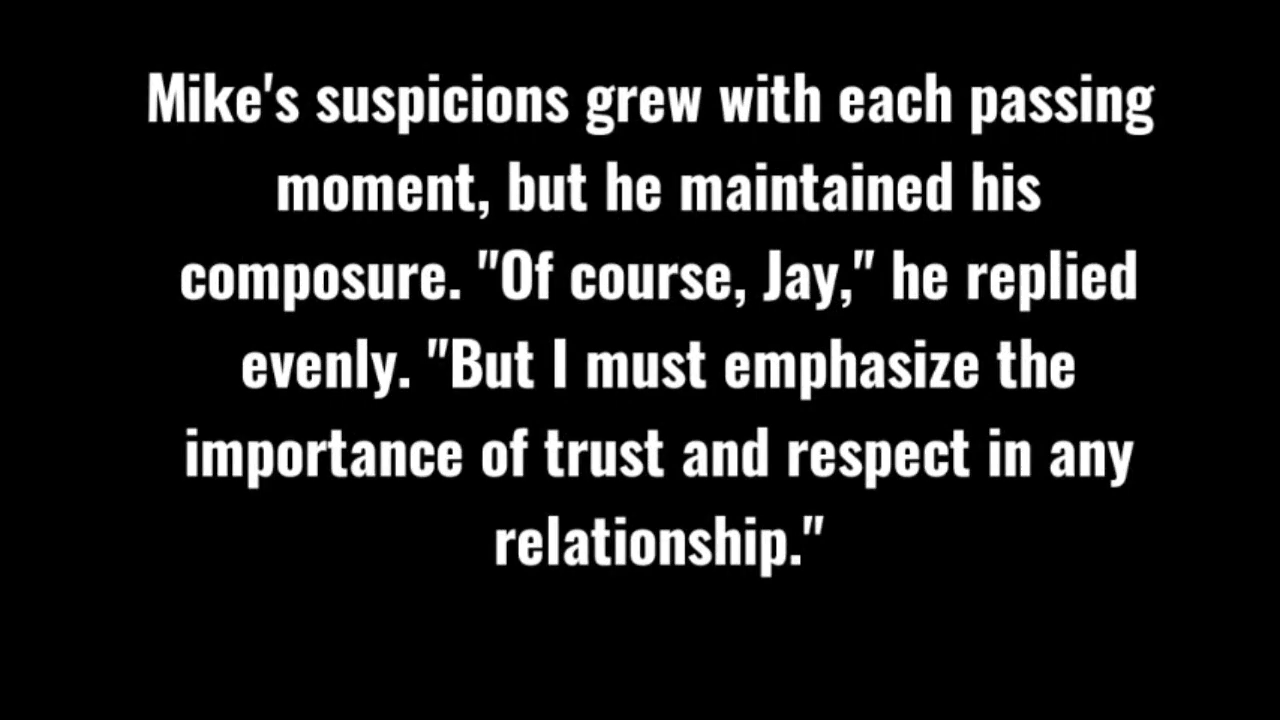 Mike's suspicions grew with each passing
moment, but he maintained his
composure. "Of course, Jay," he replied
evenly. "But I must emphasize the
importance of trust and respect in any
relationship."